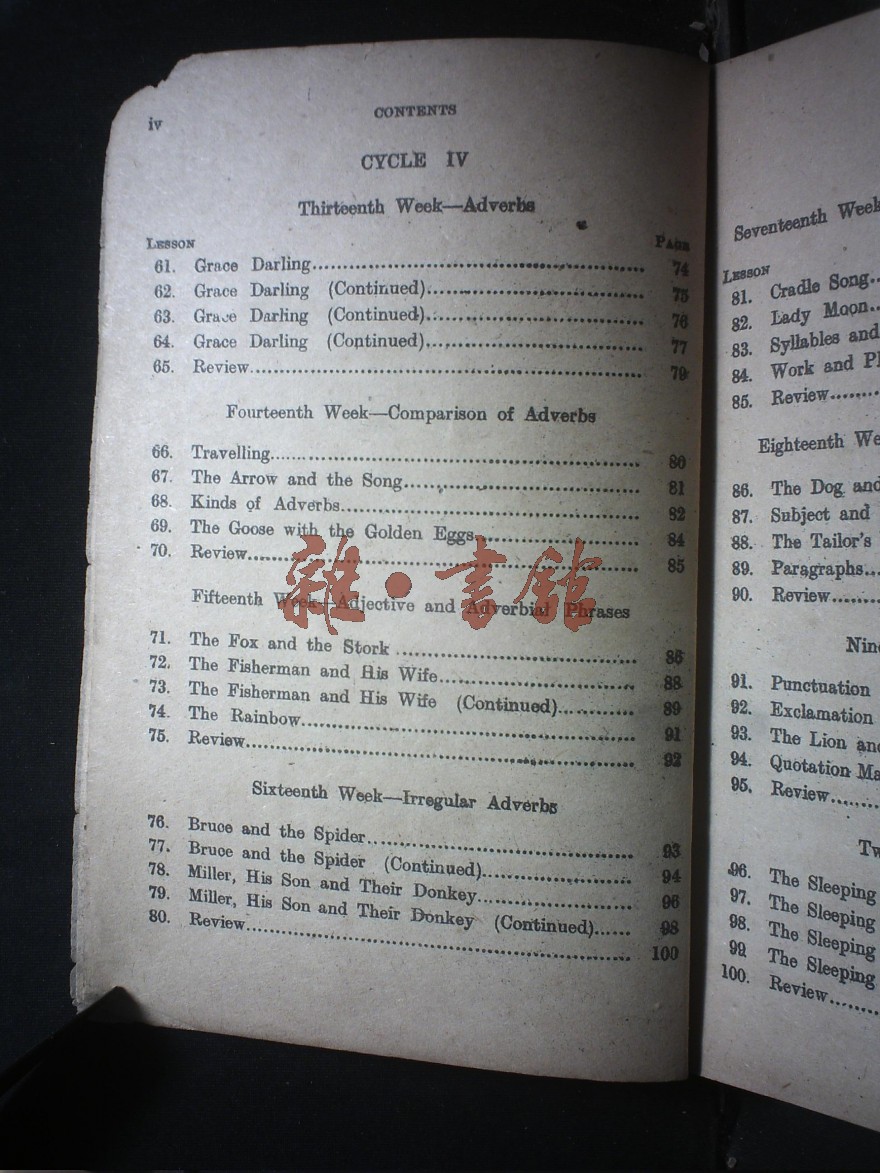 iv
CONTENTS
CYCLE IV
Thirteenth Week—Adverbs
LESSON PAGE
61. Grace Darling........ 74
62. Grace Darling (Continued)........ 75
63. Grace Darling (Continued)........ 76
64. Grace Darling (Continued)........ 77
65. Review........ 79
Fourteenth Week—Comparison of Adverbs
66. Travelling........ 80
67. The Arrow and the Song........ 81
68. Kinds of Adverbs........ 82
69. The Goose with the Golden Eggs........ 84
70. Review........ 85
Fifteenth Week—Adjective and Adverbial Phrases
71. The Fox and the Stork ........ 86
72. The Fisherman and His Wife........ 88
73. The Fisherman and His Wife (Continued)........ 89
74. The Rainbow........ 91
75. Review........ 92
Sixteenth Week—Irregular Adverbs
76. Bruce and the Spider........ 93
77. Bruce and the Spider (Continued)........ 94
78. Miller, His Son and Their Donkey........ 96
79. Miller, His Son and Their Donkey (Continued)...... 98
80. Review........ 100
雜·書館
Seventeenth Week
LESSON
81. Cradle Song..
82. Lady Moon..
83. Syllables and
84. Work and Pl
85. Review........
Eighteenth We
86. The Dog and
87. Subject and
88. The Tailor's
89. Paragraphs...
90. Review........
Nine
91. Punctuation
92. Exclamation
93. The Lion and
94. Quotation Ma
95. Review........
Tw
96. The Sleeping
97. The Sleeping
98. The Sleeping
99. The Sleeping
100. Review........